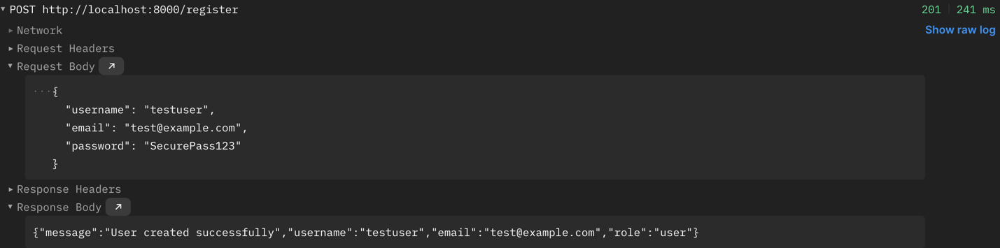 POST http://localhost:8000/register 201 241 ms
Network Show raw log
Request Headers
Request Body
{
"username": "testuser",
"email": "test@example.com",
"password": "SecurePass123"
}
Response Headers
Response Body
{"message":"User created successfully","username":"testuser","email":"test@example.com","role":"user"}